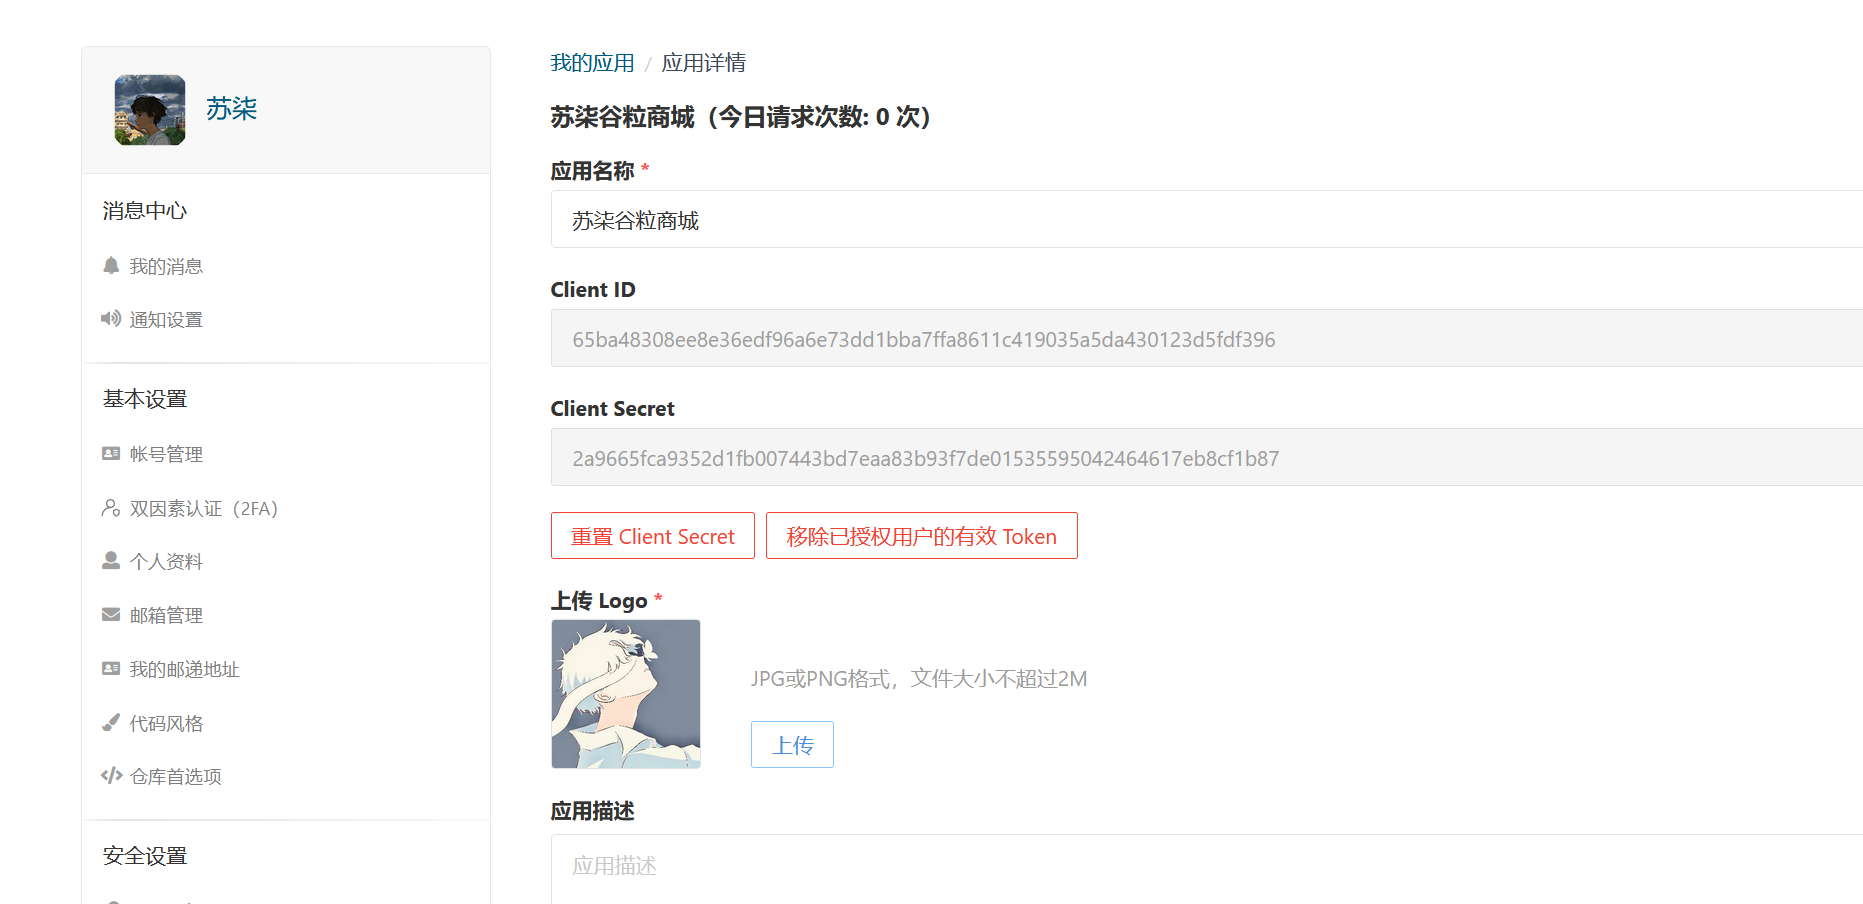 苏柒
消息中心
我的消息
通知设置
基本设置
帐号管理
双因素认证（2FA）
个人资料
邮箱管理
我的邮递地址
代码风格
仓库首选项
安全设置
我的应用 / 应用详情
苏柒谷粒商城（今日请求次数: 0 次）
应用名称 *
苏柒谷粒商城
Client ID
65ba48308ee8e36edf96a6e73dd1bba7ffa8611c419035a5da430123d5fdf396
Client Secret
2a9665fca9352d1fb007443bd7eaa83b93f7de01535595042464617eb8cf1b87
重置 Client Secret 移除已授权用户的有效 Token
上传 Logo *
JPG或PNG格式，文件大小不超过2M
上传
应用描述
应用描述